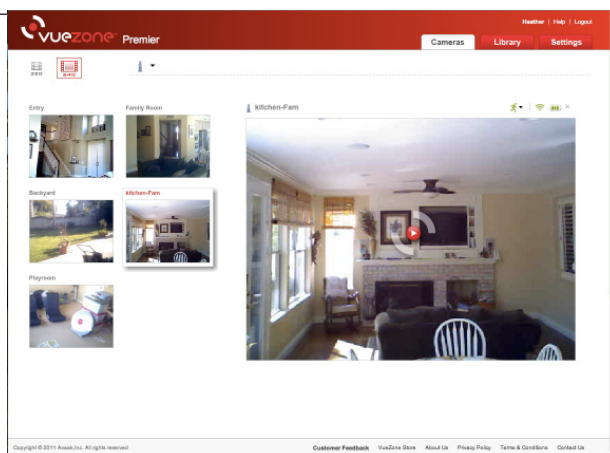 Heather | Help | Logout
vuezone Premier
Cameras Library Settings
Entry
Family Room
kitchen-Fam
Backyard
kitchen-Fam
Playroom
Copyright © 2011 Avaak,Inc. All rights reserved
Customer Feedback VueZone Store About Us Privacy Policy Terms & Conditions Contact Us